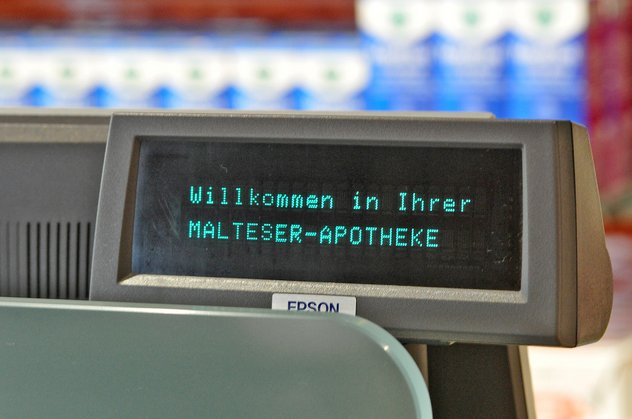 Willkommen in Ihrer
MALTESER-APOTHEKE
EPSON